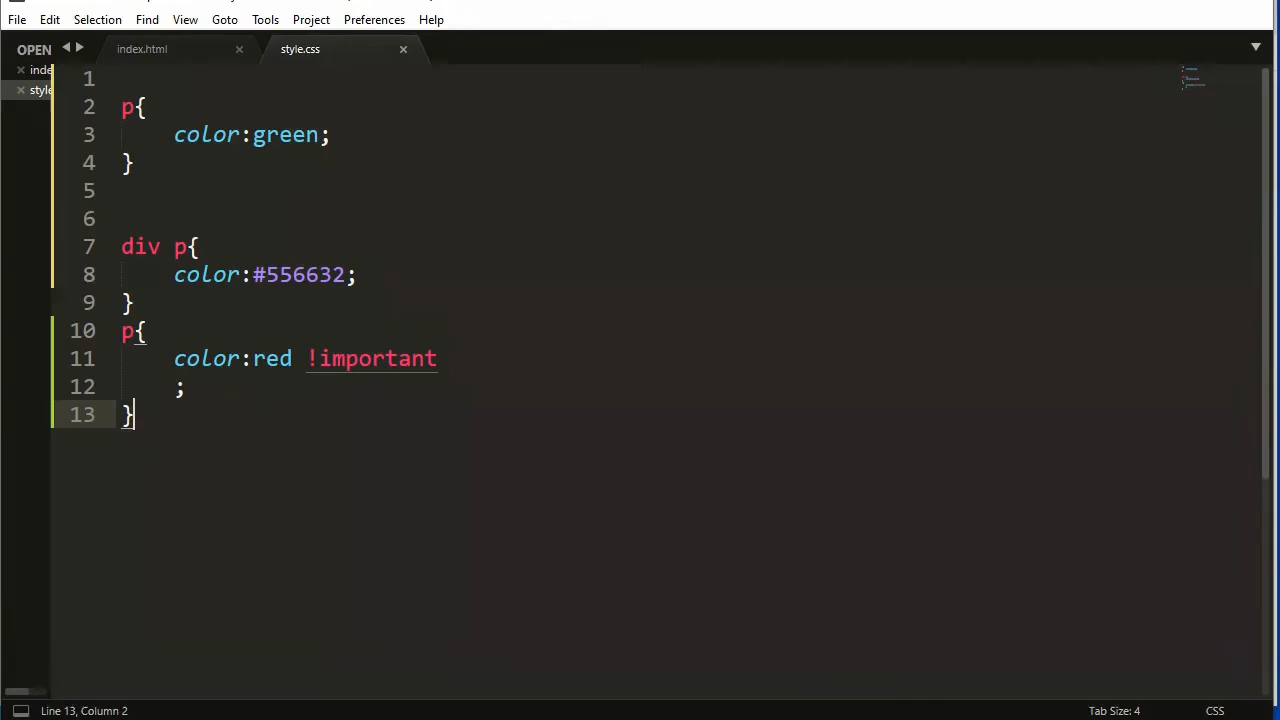 File Edit Selection Find View Goto Tools Project Preferences Help
OPEN index.html style.css
inde
style
1
2 p{
3 color:green;
4 }
5
6
7 div p{
8 color:#556632;
9 }
10 p{
11 color:red !important
12 ;
13 }
Line 13, Column 2 Tab Size: 4 CSS